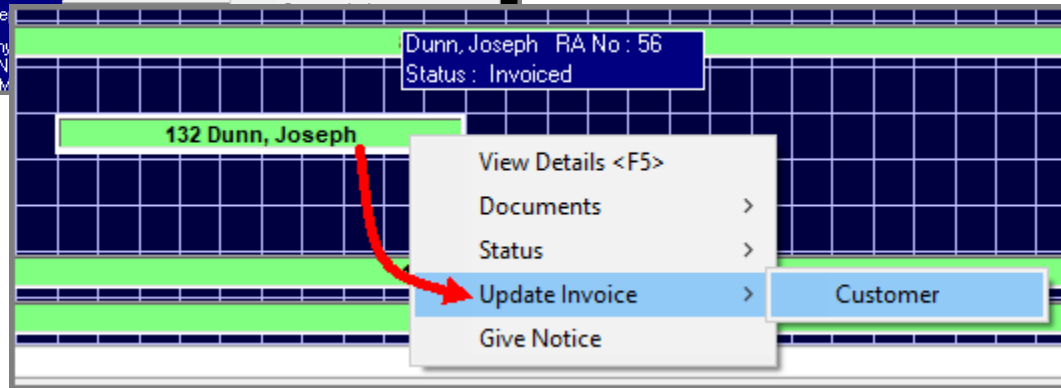 Dunn, Joseph RA No : 56
Status : Invoiced
132 Dunn, Joseph
View Details <F5>
Documents
Status
Update Invoice
Customer
Give Notice